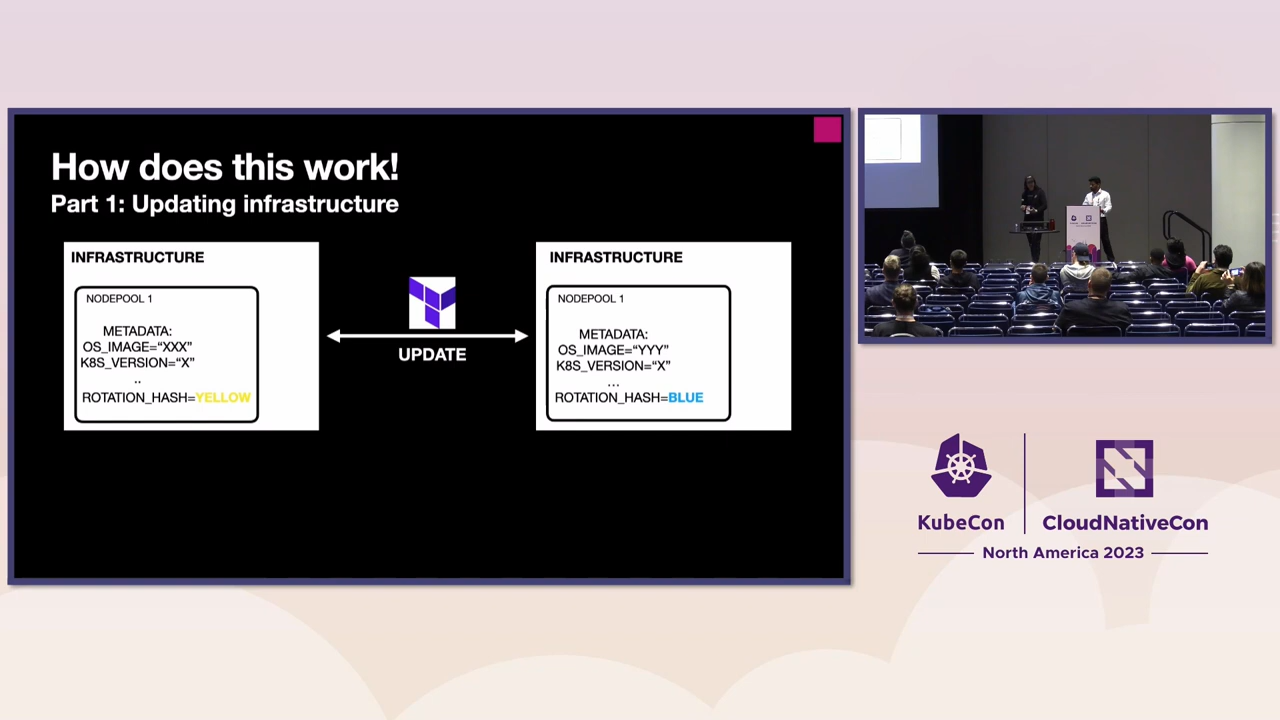 How does this work!
Part 1: Updating infrastructure
INFRASTRUCTURE
NODEPOOL 1
METADATA:
OS_IMAGE=“XXX”
K8S_VERSION=“X”
..
ROTATION_HASH=YELLOW
UPDATE
INFRASTRUCTURE
NODEPOOL 1
METADATA:
OS_IMAGE=“YYY”
K8S_VERSION=“X”
...
ROTATION_HASH=BLUE
KubeCon
CloudNativeCon
North America 2023